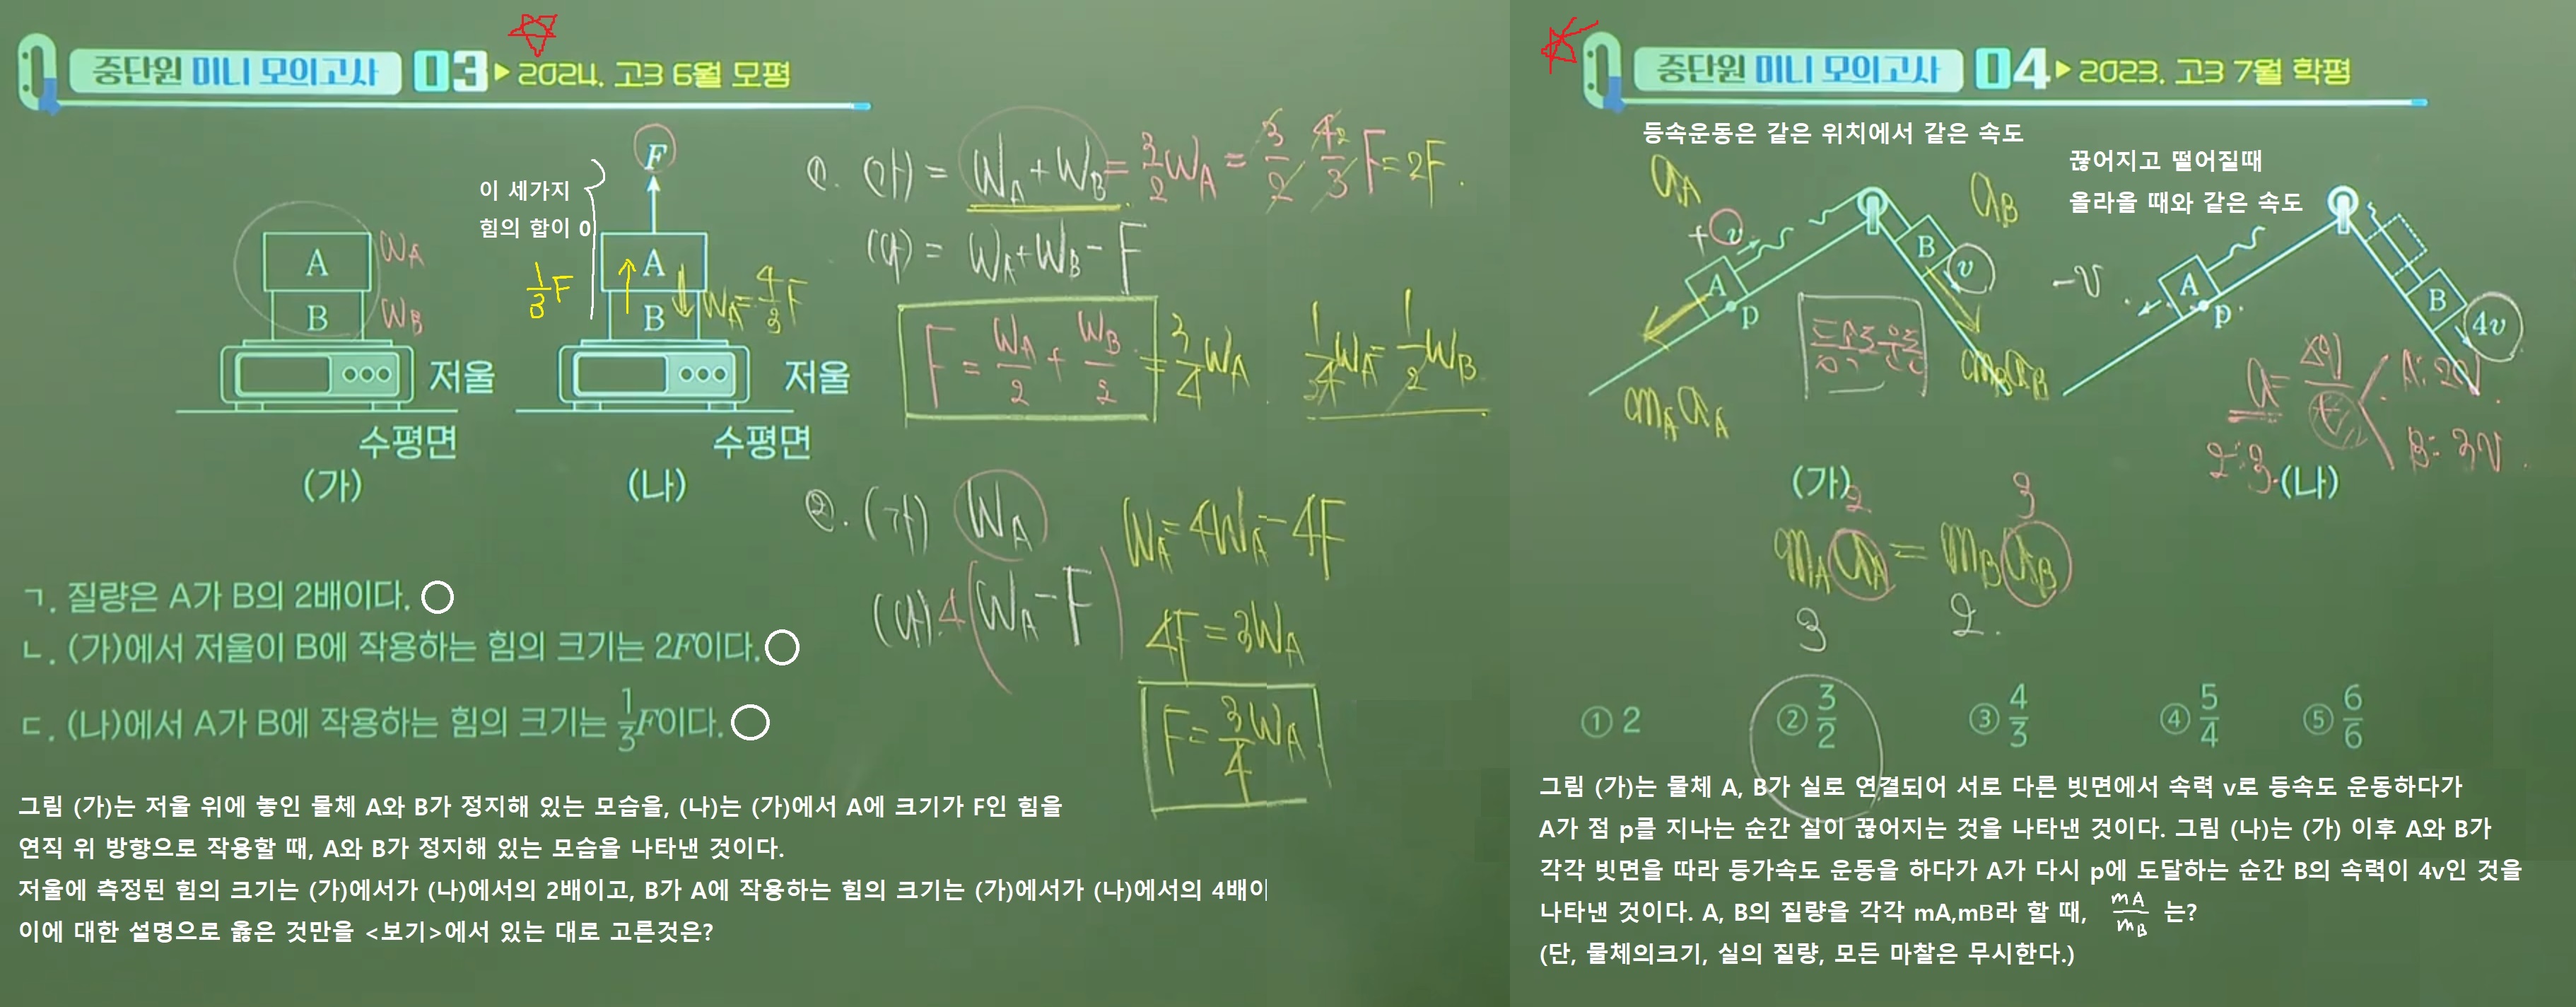 중단원 미니 모의고사 03 ▶ 2024. 고3 6월 모평
F
이 세가지
힘의 합이 0
A
B
W_A
W_B
1/3 F
A
B
W_A = 4/3 F
저울
저울
수평면
수평면
(가)
(나)
①. (가) = W_A + W_B = 3/2 W_A = 3/2 · 4/3 F = 2F.
2
(나) = W_A + W_B - F
F = W_A/2 + W_B/2 = 3/4 W_A.
1/4 W_A = 1/2 W_B
②. (가) W_A
(나). 4(W_A - F)
W_A = 4W_A - 4F
4F = 3W_A
F = 3/4 W_A.
ㄱ. 질량은 A가 B의 2배이다. ○
ㄴ. (가)에서 저울이 B에 작용하는 힘의 크기는 2F이다. ○
ㄷ. (나)에서 A가 B에 작용하는 힘의 크기는 1/3 F이다. ○
그림 (가)는 저울 위에 놓인 물체 A와 B가 정지해 있는 모습을, (나)는 (가)에서 A에 크기가 F인 힘을
연직 위 방향으로 작용할 때, A와 B가 정지해 있는 모습을 나타낸 것이다.
저울에 측정된 힘의 크기는 (가)에서가 (나)에서의 2배이고, B가 A에 작용하는 힘의 크기는 (가)에서가 (나)에서의 4배이
이에 대한 설명으로 옳은 것만을 <보기>에서 있는 대로 고른것은?
중단원 미니 모의고사 04 ▶ 2023. 고3 7월 학평
등속운동은 같은 위치에서 같은 속도
끊어지고 떨어질때
올라올 때와 같은 속도
a_A
a_B
+v
A
p
B
v
등속도 운동
m_A a_A
m_B a_B
-v
A
p
B
4v
a = Δv/t
A: 2v.
B: 3v.
2:3
(가)
(나)
2
3
m_A a_A = m_B a_B
3
2.
① 2
② 3/2
③ 4/3
④ 5/4
⑤ 6/6
그림 (가)는 물체 A, B가 실로 연결되어 서로 다른 빗면에서 속력 v로 등속도 운동하다가
A가 점 p를 지나는 순간 실이 끊어지는 것을 나타낸 것이다. 그림 (나)는 (가) 이후 A와 B가
각각 빗면을 따라 등가속도 운동을 하다가 A가 다시 p에 도달하는 순간 B의 속력이 4v인 것을
나타낸 것이다. A, B의 질량을 각각 mA,mB라 할 때, mA/mB 는?
(단, 물체의크기, 실의 질량, 모든 마찰은 무시한다.)